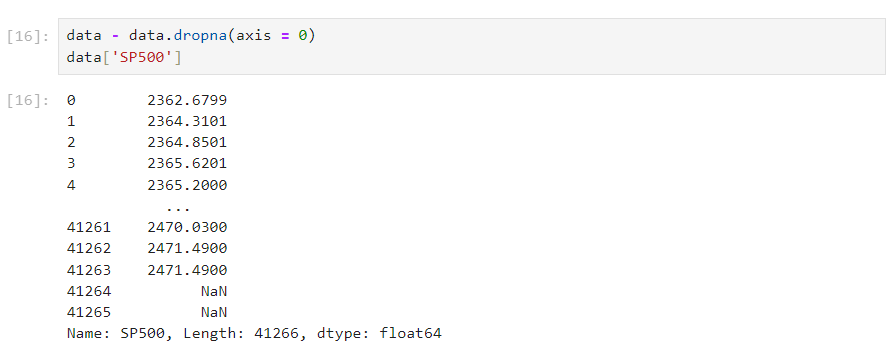 [16]: data - data.dropna(axis = 0)
data['SP500']
[16]: 0 2362.6799
1 2364.3101
2 2364.8501
3 2365.6201
4 2365.2000
...
41261 2470.0300
41262 2471.4900
41263 2471.4900
41264 NaN
41265 NaN
Name: SP500, Length: 41266, dtype: float64